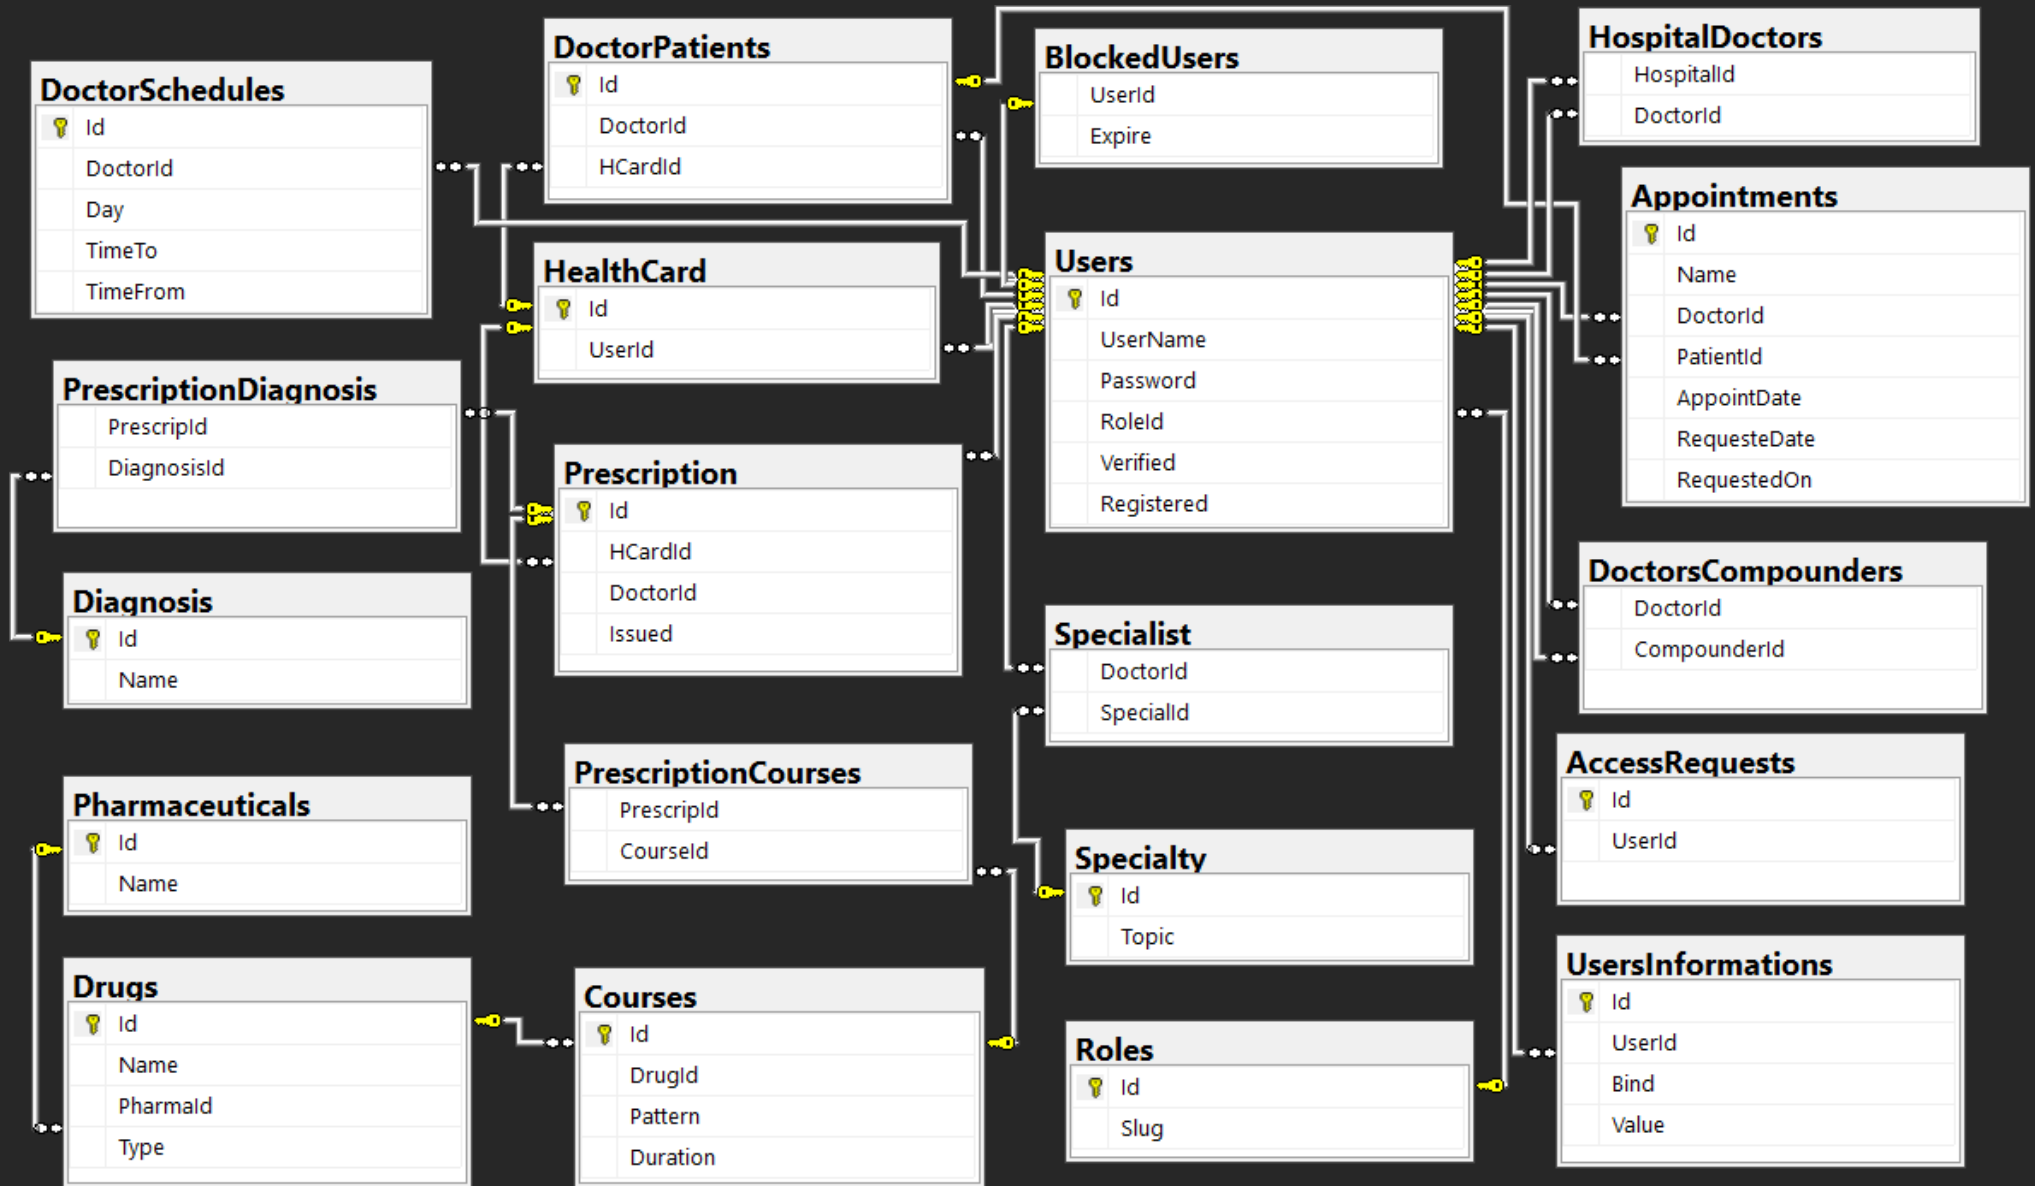 DoctorSchedules
Id
DoctorId
Day
TimeTo
TimeFrom
DoctorPatients
Id
DoctorId
HCardId
BlockedUsers
UserId
Expire
HospitalDoctors
HospitalId
DoctorId
Appointments
Id
Name
DoctorId
PatientId
AppointDate
RequesteDate
RequestedOn
HealthCard
Id
UserId
Users
Id
UserName
Password
RoleId
Verified
Registered
PrescriptionDiagnosis
PrescripId
DiagnosisId
Prescription
Id
HCardId
DoctorId
Issued
Diagnosis
Id
Name
Specialist
DoctorId
SpecialId
DoctorsCompounders
DoctorId
CompounderId
Pharmaceuticals
Id
Name
PrescriptionCourses
PrescripId
CourseId
Specialty
Id
Topic
AccessRequests
Id
UserId
Drugs
Id
Name
PharmaId
Type
Courses
Id
DrugId
Pattern
Duration
Roles
Id
Slug
UsersInformations
Id
UserId
Bind
Value